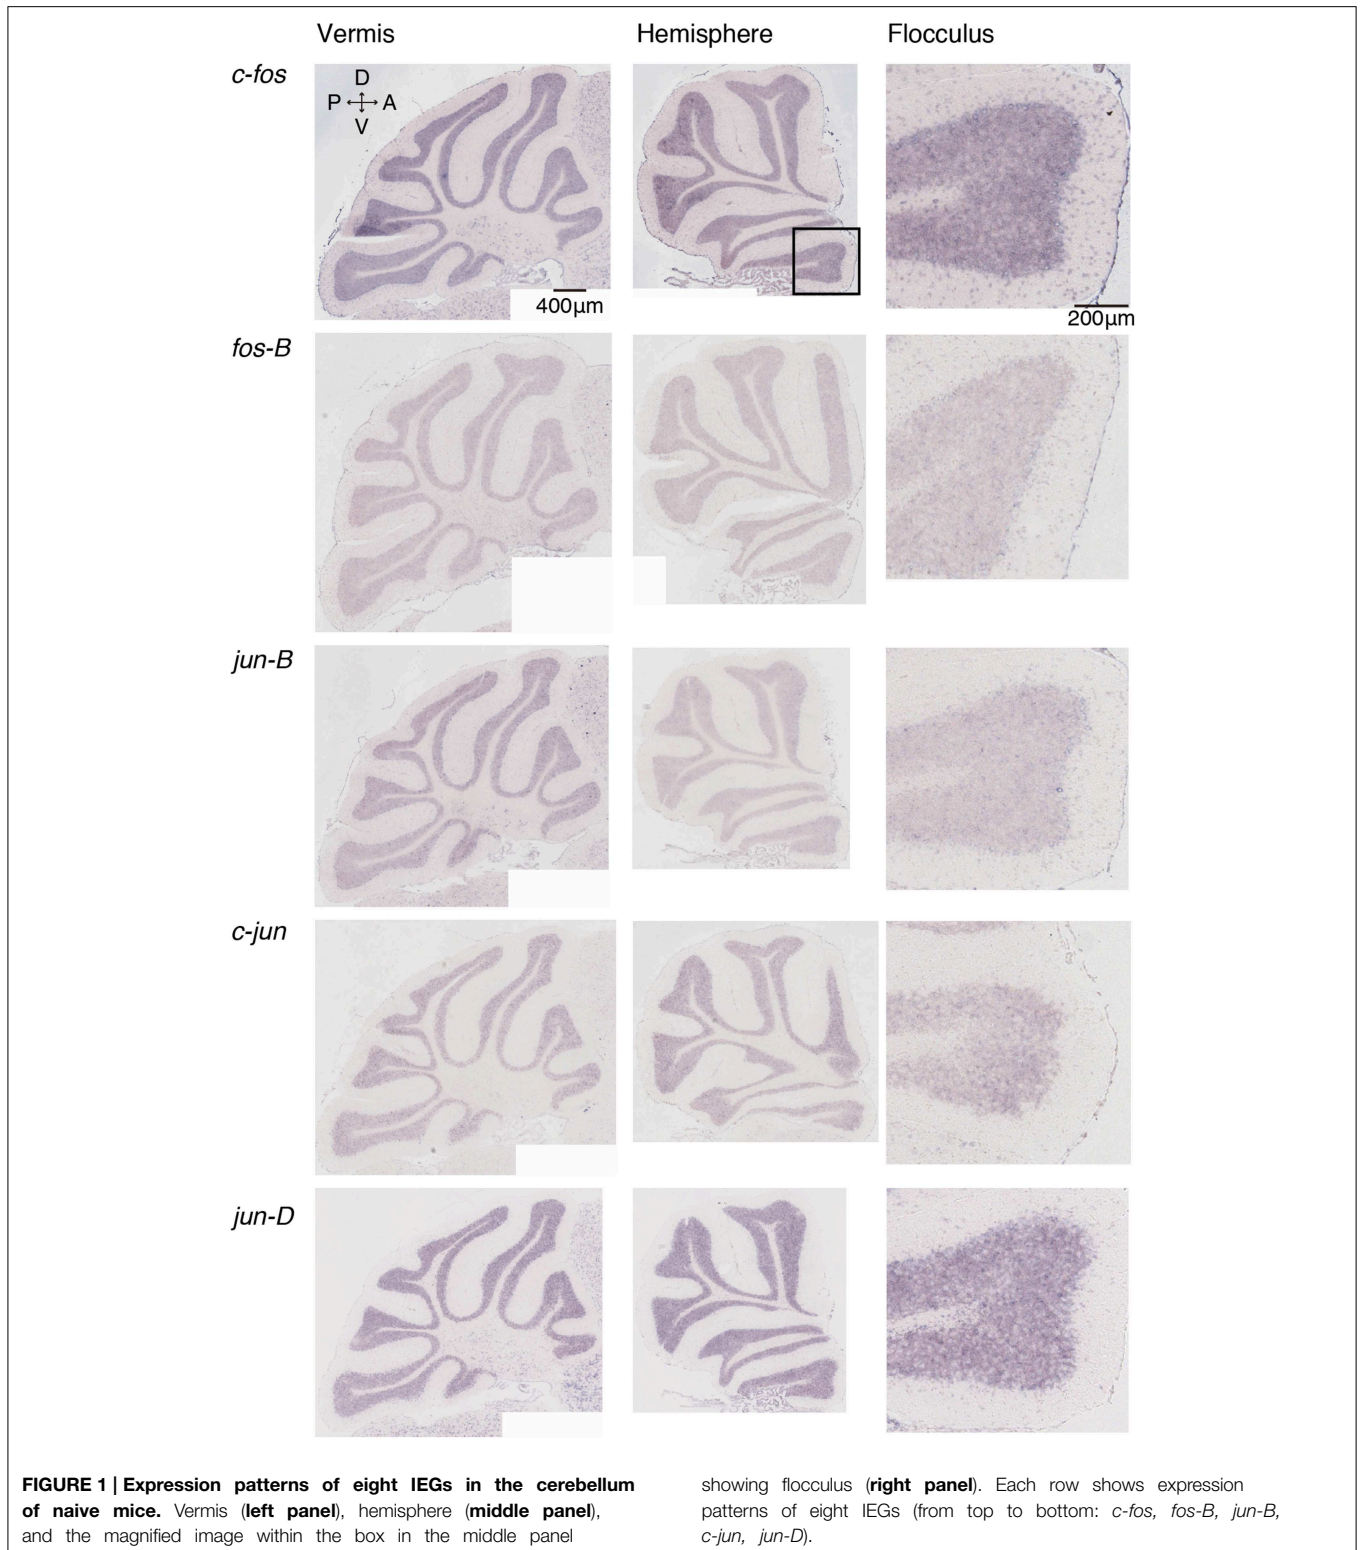 Vermis Hemisphere Flocculus
c-fos
D
P A
V
400µm
200µm
fos-B
jun-B
c-jun
jun-D
FIGURE 1 | Expression patterns of eight IEGs in the cerebellum
of naive mice. Vermis (left panel), hemisphere (middle panel),
and the magnified image within the box in the middle panel
showing flocculus (right panel). Each row shows expression
patterns of eight IEGs (from top to bottom: c-fos, fos-B, jun-B,
c-jun, jun-D).